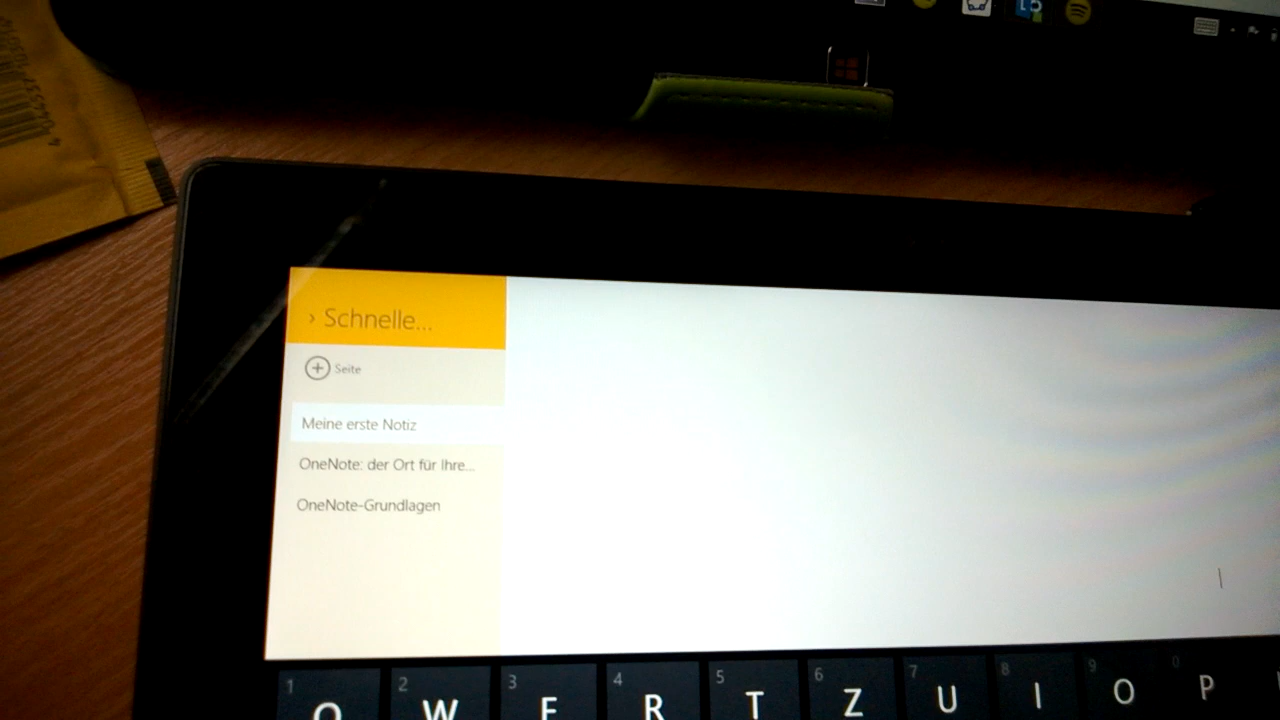 › Schnelle...
+ Seite
Meine erste Notiz
OneNote: der Ort für Ihre...
OneNote-Grundlagen
1 2 3 4 5 6 7 8 9 0
Q W E R T Z U I O P